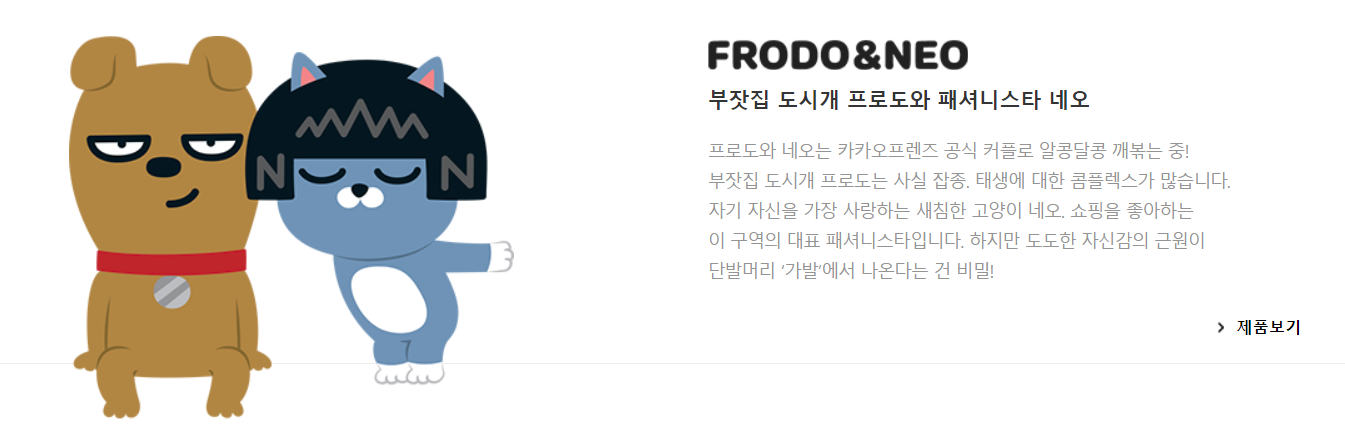 FRODO&NEO
부잣집 도시개 프로도와 패셔니스타 네오
프로도와 네오는 카카오프렌즈 공식 커플로 알콩달콩 깨볶는 중!
부잣집 도시개 프로도는 사실 잡종. 태생에 대한 콤플렉스가 많습니다.
자기 자신을 가장 사랑하는 새침한 고양이 네오. 쇼핑을 좋아하는
이 구역의 대표 패셔니스타입니다. 하지만 도도한 자신감의 근원이
단발머리 '가발'에서 나온다는 건 비밀!
제품보기
N N